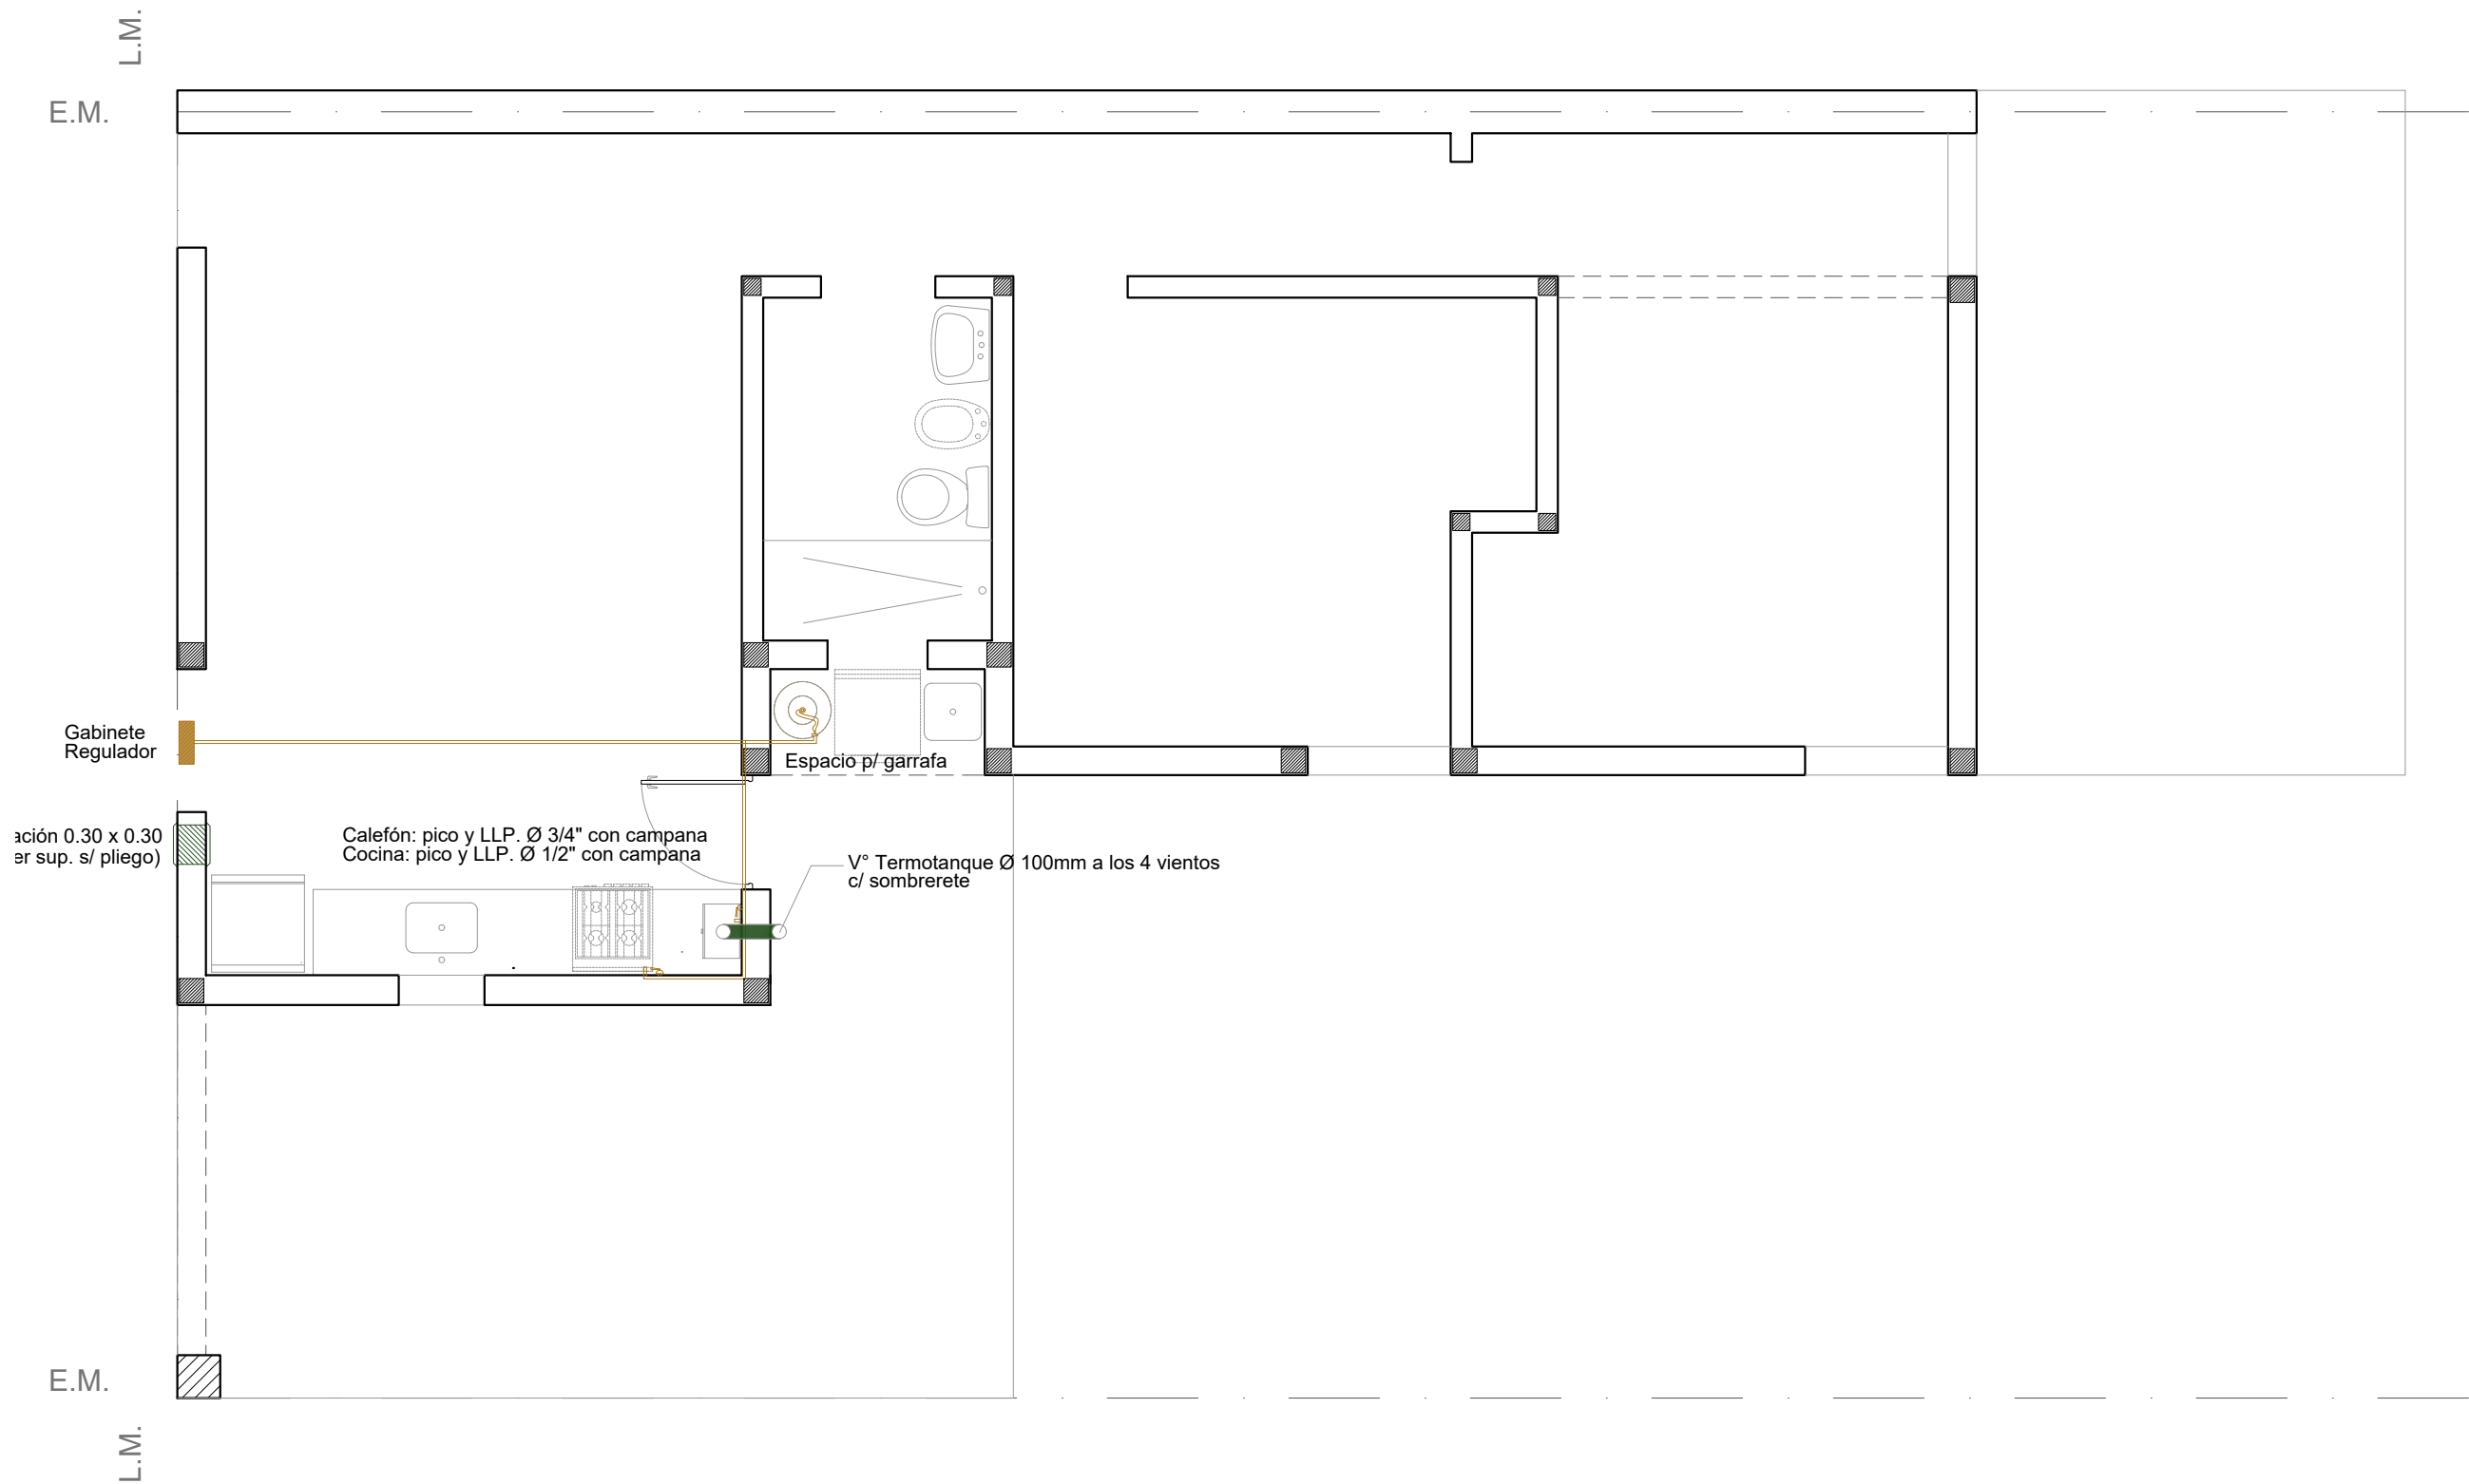 L.M.
E.M.
Gabinete
Regulador
Espacio p/ garrafa
ación 0.30 x 0.30
er sup. s/ pliego)
Calefón: pico y LLP. Ø 3/4" con campana
Cocina: pico y LLP. Ø 1/2" con campana
V° Termotanque Ø 100mm a los 4 vientos
c/ sombrerete
E.M.
L.M.